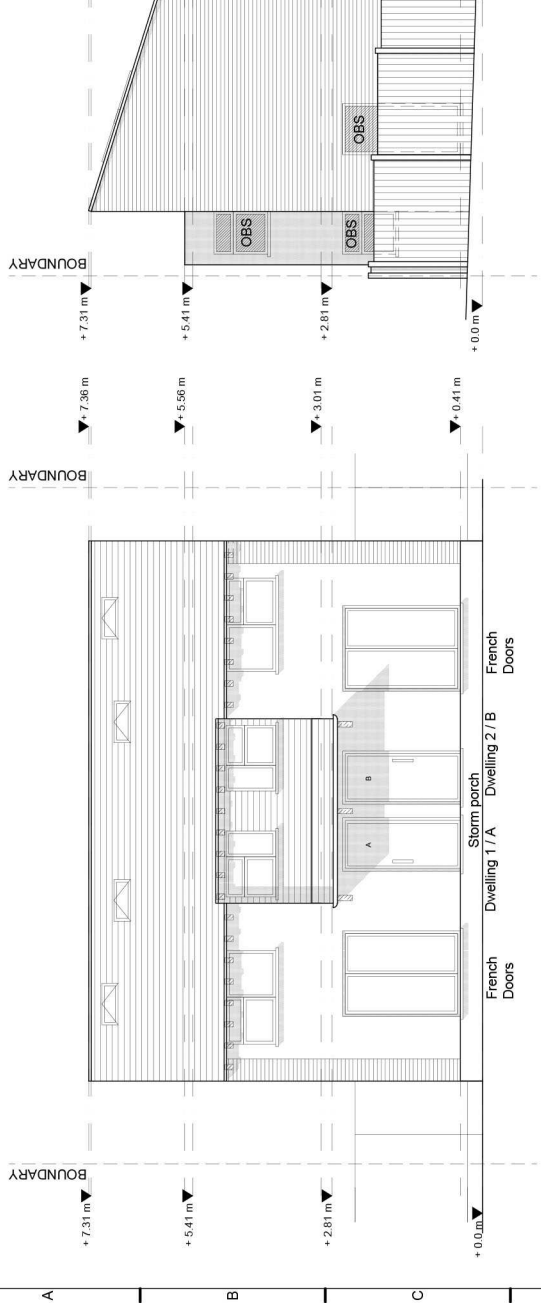 A
B
C
BOUNDARY
+ 7.31 m
+ 5.41 m
+ 2.81 m
+ 0.0 m
French
Doors
Dwelling 1 / A
Storm porch
Dwelling 2 / B
French
Doors
A
B
BOUNDARY
+ 7.36 m
+ 5.56 m
+ 3.01 m
+ 0.41 m
BOUNDARY
+ 7.31 m
+ 5.41 m
+ 2.81 m
+ 0.0 m
OBS
OBS
OBS